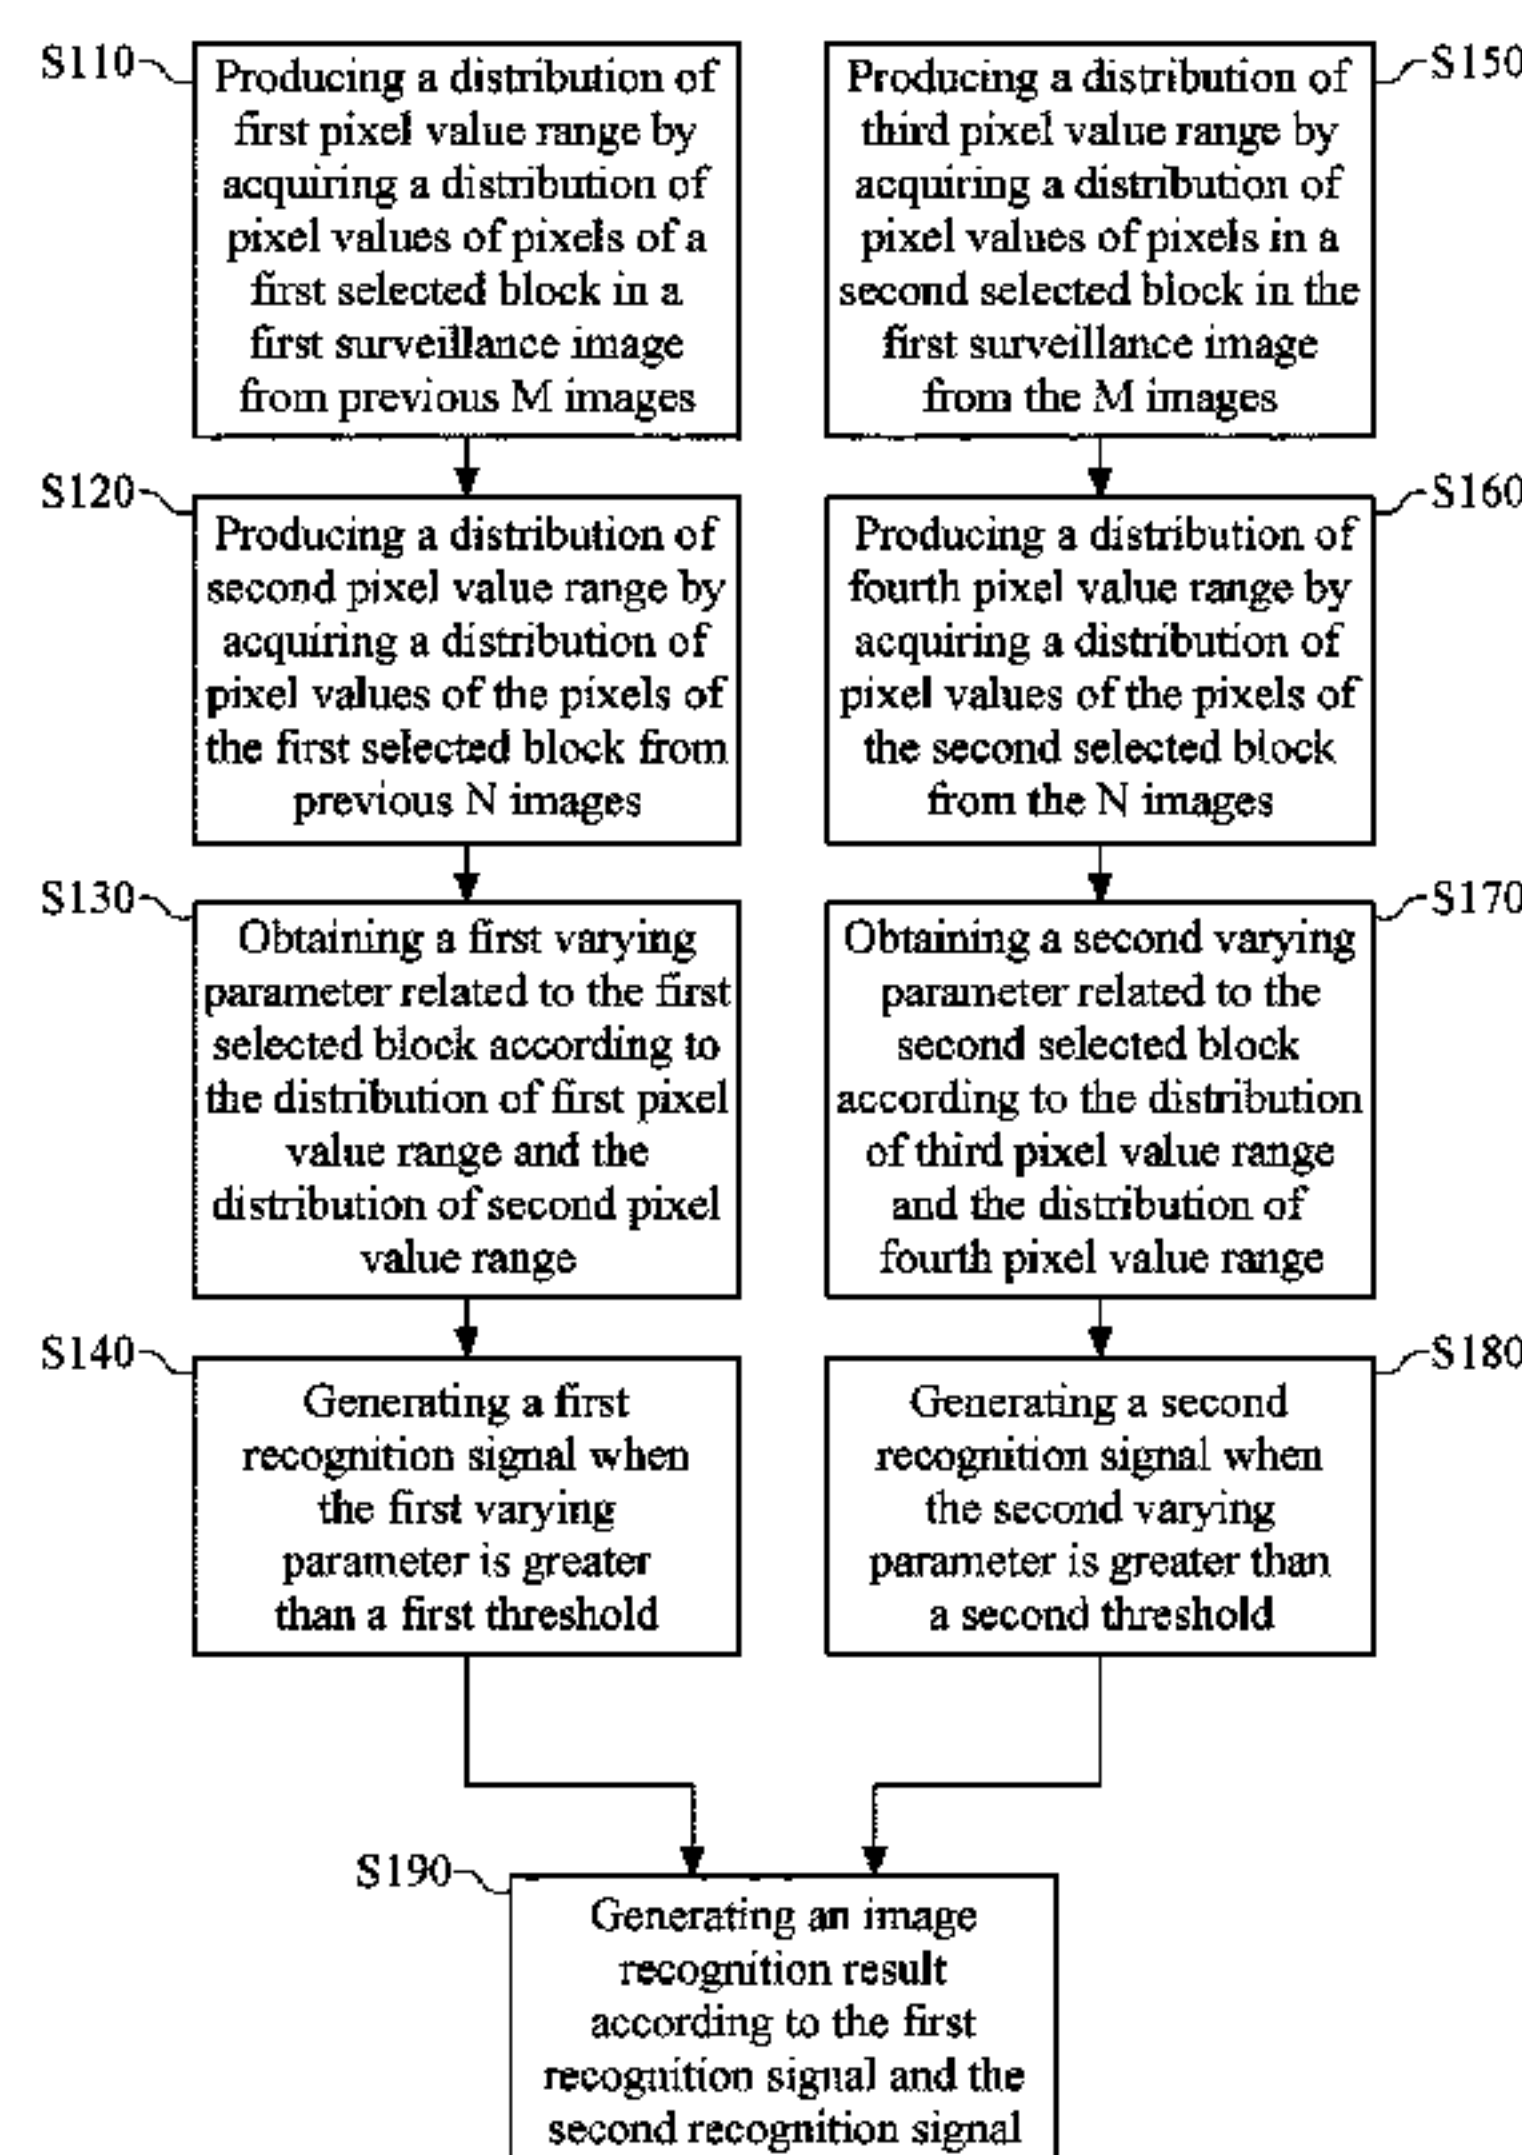 S110
Producing a distribution of
first pixel value range by
acquiring a distribution of
pixel values of pixels of a
first selected block in a
first surveillance image
from previous M images
S120
Producing a distribution of
second pixel value range by
acquiring a distribution of
pixel values of the pixels of
the first selected block from
previous N images
S130
Obtaining a first varying
parameter related to the first
selected block according to
the distribution of first pixel
value range and the
distribution of second pixel
value range
S140
Generating a first
recognition signal when
the first varying
parameter is greater
than a first threshold
S150
Producing a distribution of
third pixel value range by
acquiring a distribution of
pixel values of pixels in a
second selected block in the
first surveillance image
from the M images
S160
Producing a distribution of
fourth pixel value range by
acquiring a distribution of
pixel values of the pixels of
the second selected block
from the N images
S170
Obtaining a second varying
parameter related to the
second selected block
according to the distribution
of third pixel value range
and the distribution of
fourth pixel value range
S180
Generating a second
recognition signal when
the second varying
parameter is greater than
a second threshold
S190
Generating an image
recognition result
according to the first
recognition signal and the
second recognition signal